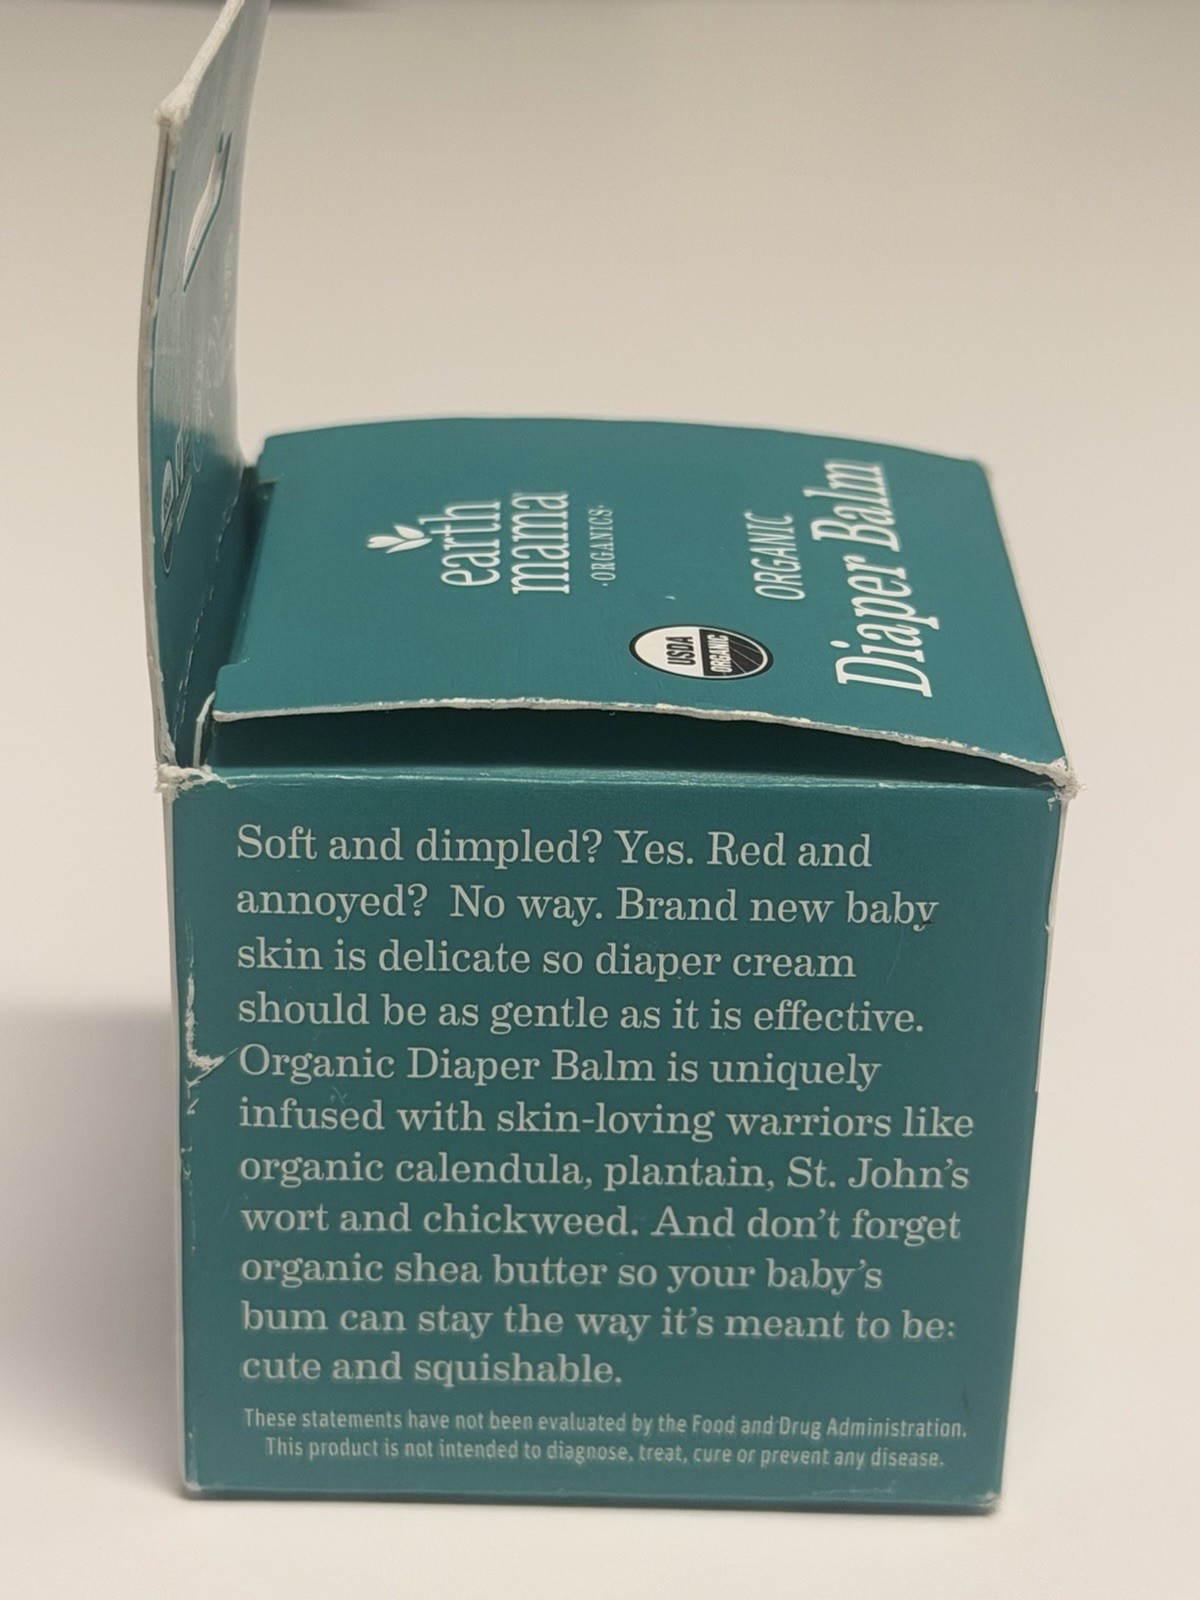 earth
mama
·ORGANICS·
USDA
ORGANIC
ORGANIC
Diaper Balm
Soft and dimpled? Yes. Red and
annoyed?  No way. Brand new baby
skin is delicate so diaper cream
should be as gentle as it is effective.
Organic Diaper Balm is uniquely
infused with skin-loving warriors like
organic calendula, plantain, St. John's
wort and chickweed. And don't forget
organic shea butter so your baby's
bum can stay the way it's meant to be:
cute and squishable.
These statements have not been evaluated by the Food and Drug Administration.
This product is not intended to diagnose, treat, cure or prevent any disease.